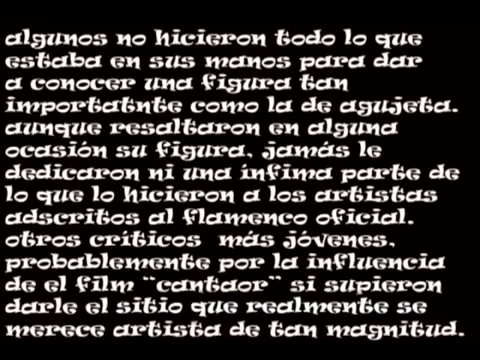 algunos no hicieron todo lo que
estaba en sus manos para dar
a conocer una figura tan
importatnte como la de agujeta.
aunque resaltaron en alguna
ocasión su figura, jamás le
dedicaron ni una ínfima parte de
lo que lo hicieron a los artistas
adscritos al flamenco oficial.
otros críticos más jóvenes,
probablemente por la influencia
de el film ¨cantaor¨ si supieron
darle el sitio que realmente se
merece artista de tan magnitud.